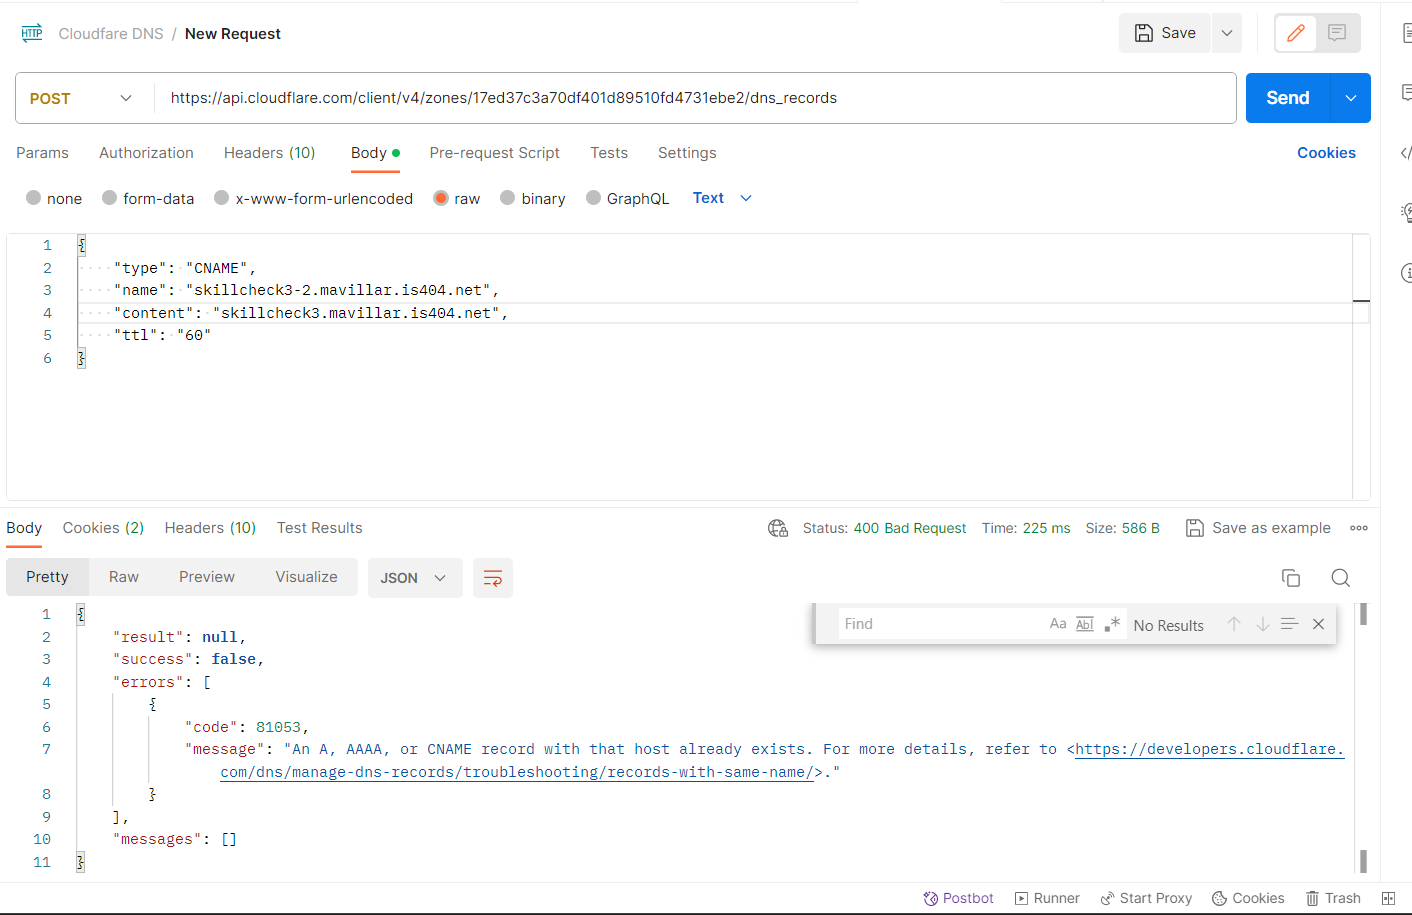 HTTP Cloudfare DNS / New Request
Save
POST
https://api.cloudflare.com/client/v4/zones/17ed37c3a70df401d89510fd4731ebe2/dns_records
Send
Params Authorization Headers (10) Body Pre-request Script Tests Settings Cookies
none form-data x-www-form-urlencoded raw binary GraphQL Text
1 {
2 "type": "CNAME",
3 "name": "skillcheck3-2.mavillar.is404.net",
4 "content": "skillcheck3.mavillar.is404.net",
5 "ttl": "60"
6 }
Body Cookies (2) Headers (10) Test Results Status: 400 Bad Request Time: 225 ms Size: 586 B Save as example
Pretty Raw Preview Visualize JSON
Find Aa Abl .* No Results
1 {
2 "result": null,
3 "success": false,
4 "errors": [
5 {
6 "code": 81053,
7 "message": "An A, AAAA, or CNAME record with that host already exists. For more details, refer to <https://developers.cloudflare.
com/dns/manage-dns-records/troubleshooting/records-with-same-name/>."
8 }
9 ],
10 "messages": []
11 }
Postbot Runner Start Proxy Cookies Trash